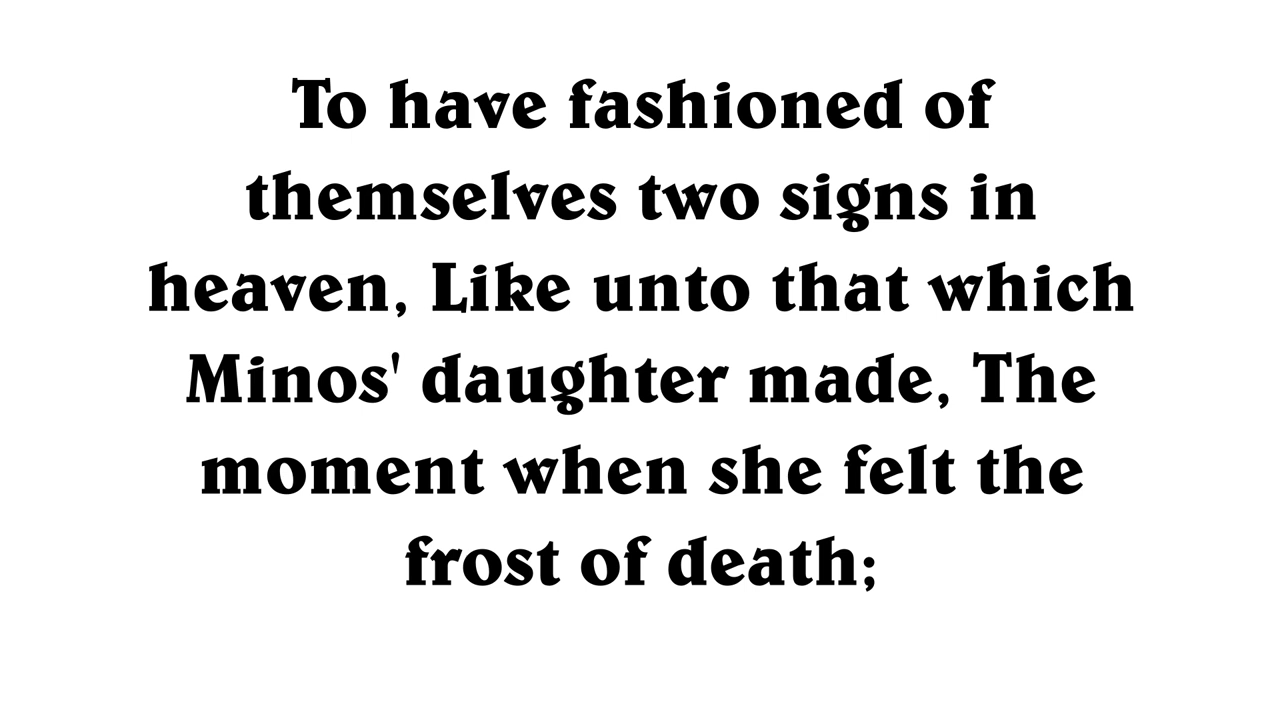 To have fashioned of
themselves two signs in
heaven, Like unto that which
Minos' daughter made, The
moment when she felt the
frost of death;